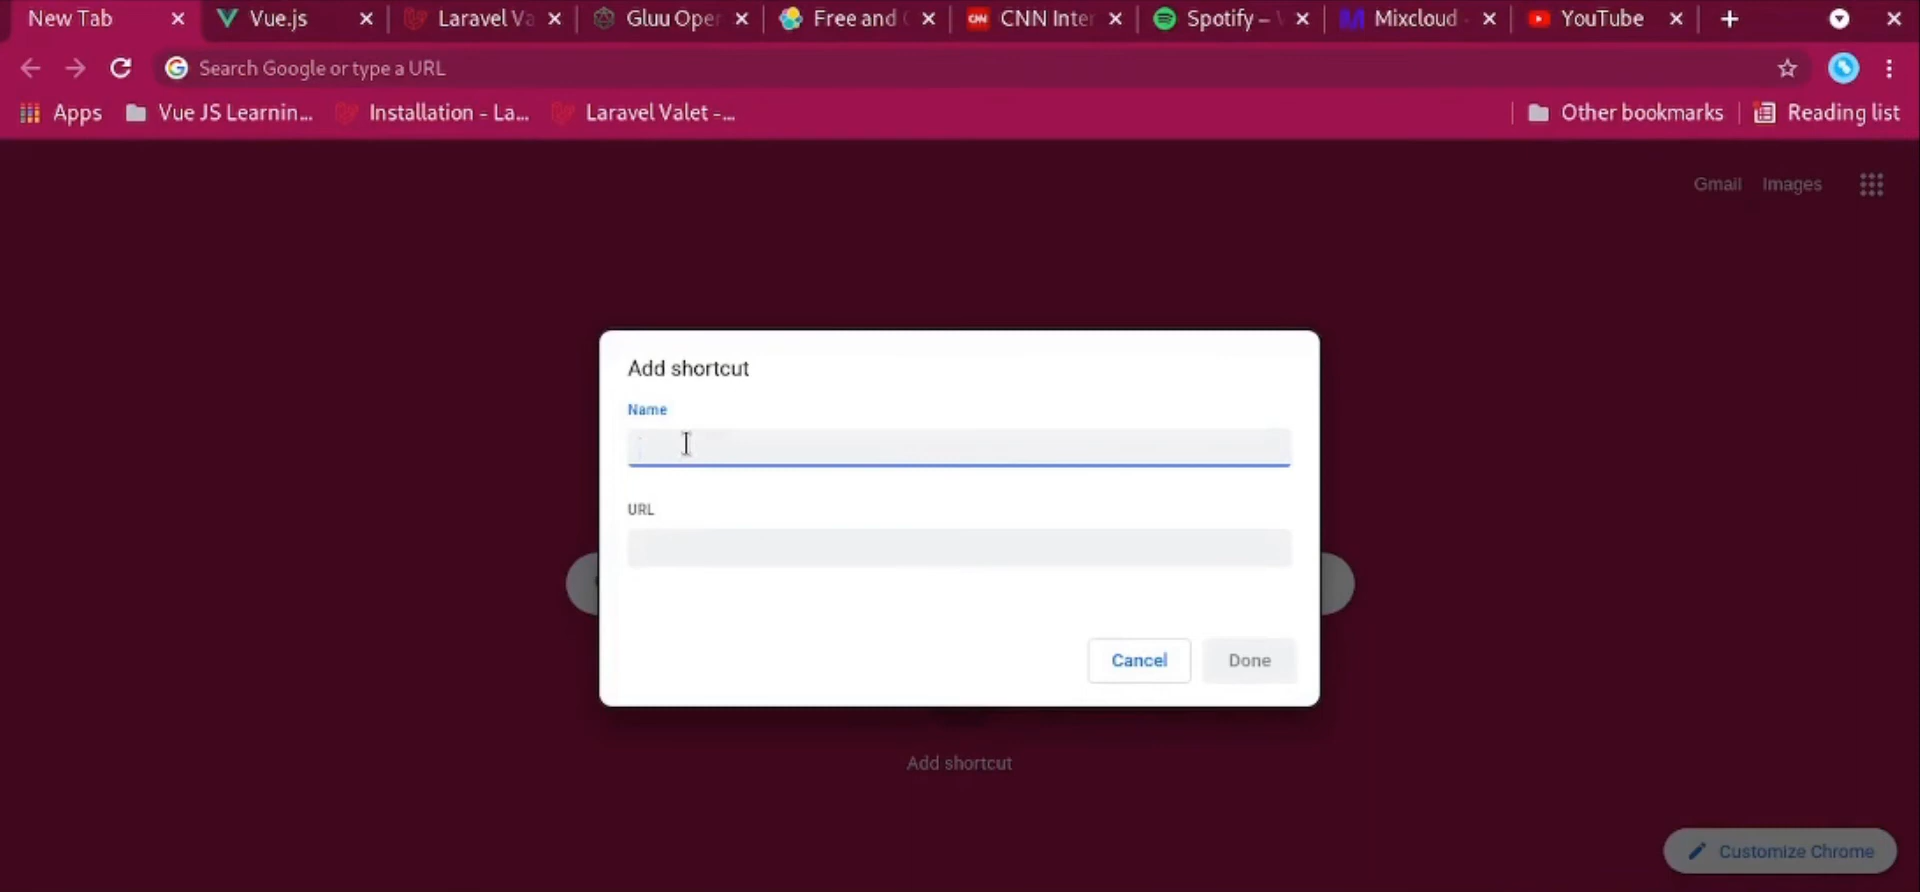 New Tab Vue.js Laravel Va Gluu Oper Free and CNN Inter Spotify – Mixcloud YouTube
Search Google or type a URL
Apps Vue JS Learnin... Installation - La... Laravel Valet -... Other bookmarks Reading list
Gmail Images
Add shortcut
Name
URL
Cancel Done
Add shortcut
Customize Chrome